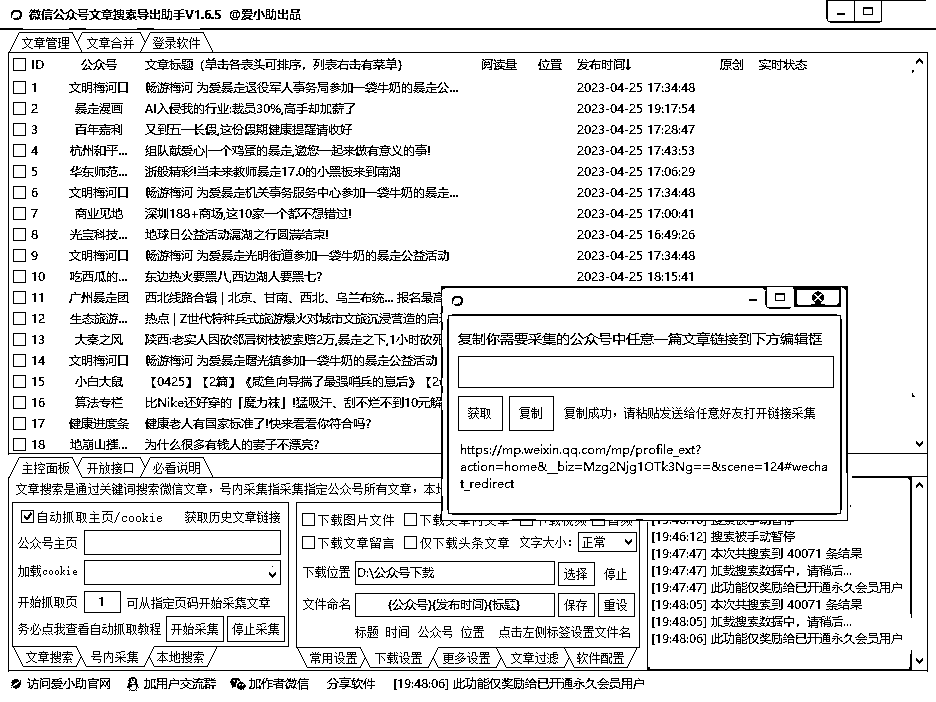 微信公众号文章搜索导出助手V1.6.5 @爱小助出品
文章管理 文章合并 登录软件
ID 公众号 文章标题（单击各表头可排序，列表右击有菜单） 阅读量 位置 发布时间↓ 原创 实时状态
1 文明梅河口 畅游梅河 为爱暴走退役军人事务局参加一袋牛奶的暴走公... 2023-04-25 17:34:48
2 暴走漫画 AI入侵我的行业:裁员30%,高手却加薪了 2023-04-25 19:17:54
3 百年嘉利 又到五一长假,这份假期健康提醒请收好 2023-04-25 17:28:47
4 杭州和平... 组队献爱心|一个鸡蛋的暴走,邀您一起来做有意义的事! 2023-04-25 17:43:53
5 华东师范... 浙般精彩!当未来教师暴走17.0的小黑板来到南湖 2023-04-25 17:06:29
6 文明梅河口 畅游梅河 为爱暴走机关事务服务中心参加一袋牛奶的暴走... 2023-04-25 17:34:48
7 商业见地 深圳188+商场,这10家一个都不想错过! 2023-04-25 17:00:41
8 光宝科技... 地球日公益活动滆湖之行圆满结束! 2023-04-25 16:49:26
9 文明梅河口 畅游梅河 为爱暴走光明街道参加一袋牛奶的暴走公益活动 2023-04-25 17:34:48
10 吃西瓜的... 东边热火要黑八,西边湖人要黑七? 2023-04-25 18:15:41
11 广州暴走团 西北线路合辑 | 北京、甘南、西北、乌兰布统... 报名最高
12 生态旅游... 热点 | Z世代特种兵式旅游爆火对城市文旅沉浸营造的启
13 大秦之风 陕西:老实人因砍邻居树枝被索赔2万,暴走之下,1小时砍死
14 文明梅河口 畅游梅河 为爱暴走曙光镇参加一袋牛奶的暴走公益活动
15 小白大鼠 【0425】【2篇】《咸鱼向导揣了最强哨兵的崽后》【2
16 算法专栏 比Nike还好穿的「魔力袜」!猛吸汗、刮不烂不到10元解
17 健康进度条 健康老人有国家标准了!快来看看你符合吗?
18 地崩山摧... 为什么很多有钱人的妻子不漂亮?
复制你需要采集的公众号中任意一篇文章链接到下方编辑框
获取 复制 复制成功，请粘贴发送给任意好友打开链接采集
https://mp.weixin.qq.com/mp/profile_ext?
action=home&__biz=Mzg2Njg1OTk3Ng==&scene=124#wecha
t_redirect
主控面板 开放接口 必看说明
文章搜索是通过关键词搜索微信文章，号内采集指采集指定公众号所有文章，本地
自动抓取主页/cookie 获取历史文章链接
公众号主页
加载cookie
开始抓取页 1 可从指定页码开始采集文章
务必点我查看自动抓取教程 开始采集 停止采集
文章搜索 号内采集 本地搜索
下载图片文件 下载文章内文本 下载视频 音频
下载文章留言 仅下载头条文章 文字大小: 正常
下载位置 D:\公众号下载 选择 停止
文件命名 {公众号}{发布时间}{标题} 保存 重设
标题 时间 公众号 位置 点击左侧标签设置文件名
常用设置 下载设置 更多设置 文章过滤 软件配置
[19:46:10] 搜索被手动暂停
[19:46:12] 搜索被手动暂停
[19:47:47] 本次共搜索到 40071 条结果
[19:47:47] 加载搜索数据中，请稍后...
[19:47:47] 此功能仅奖励给已开通永久会员用户
[19:48:05] 本次共搜索到 40071 条结果
[19:48:05] 加载搜索数据中，请稍后...
[19:48:06] 此功能仅奖励给已开通永久会员用户
访问爱小助官网 加用户交流群 加作者微信 分享软件 [19:48:06] 此功能仅奖励给已开通永久会员用户